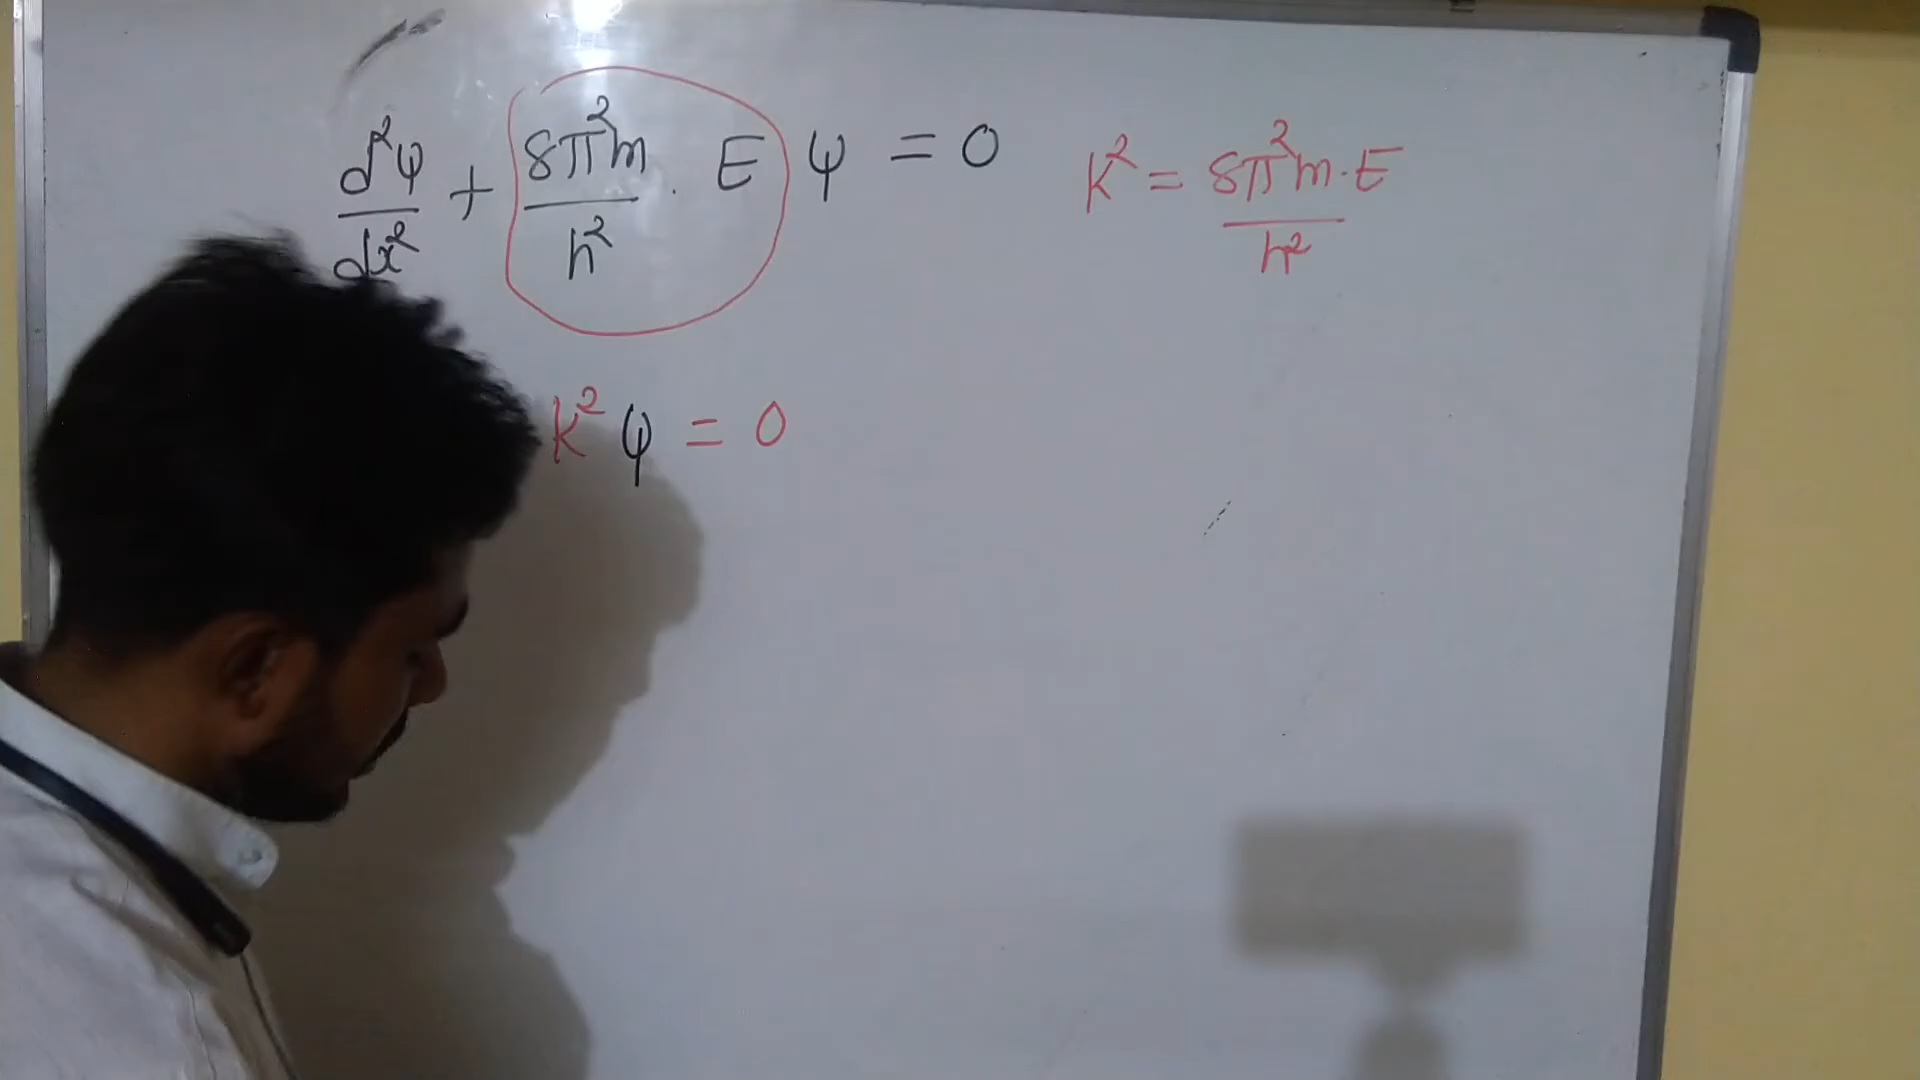 d²ψ/dx² + 8π²m/h² . E ψ = 0
K² = 8π²m.E/h²
K² ψ = 0